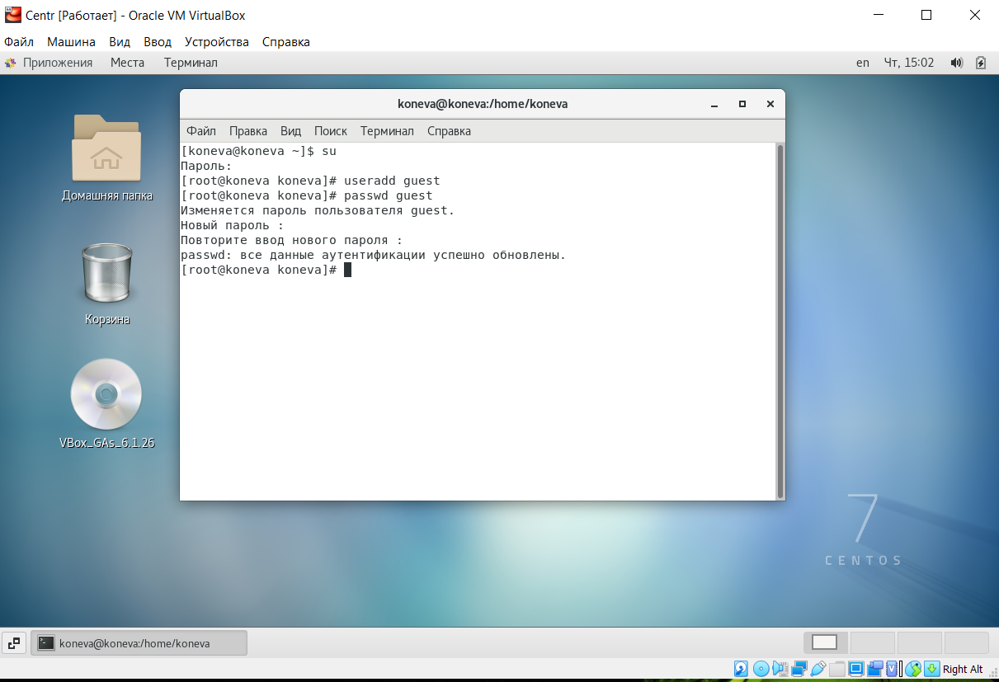 Centr [Работает] - Oracle VM VirtualBox
Файл Машина Вид Ввод Устройства Справка
Приложения Места Терминал en Чт, 15:02
koneva@koneva:/home/koneva
Файл Правка Вид Поиск Терминал Справка
[koneva@koneva ~]$ su
Пароль:
[root@koneva koneva]# useradd guest
[root@koneva koneva]# passwd guest
Изменяется пароль пользователя guest.
Новый пароль :
Повторите ввод нового пароля :
passwd: все данные аутентификации успешно обновлены.
[root@koneva koneva]#
Домашняя папка
Корзина
VBox_GAs_6.1.26
7
CENTOS
koneva@koneva:/home/koneva
Right Alt